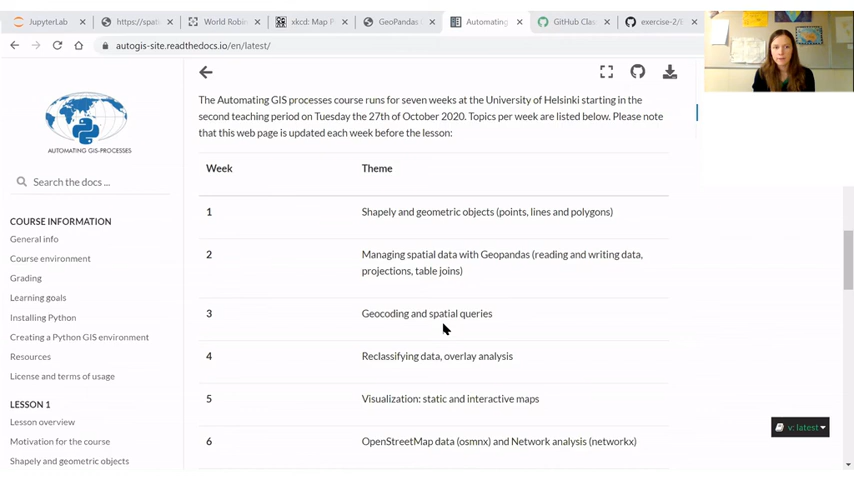 JupyterLab
https://spati
World Robin
xkcd: Map P
GeoPandas
Automating
GitHub Clas
exercise-2/E
autogis-site.readthedocs.io/en/latest/
AUTOMATING GIS-PROCESSES
Search the docs ...
COURSE INFORMATION
General info
Course environment
Grading
Learning goals
Installing Python
Creating a Python GIS environment
Resources
License and terms of usage
LESSON 1
Lesson overview
Motivation for the course
Shapely and geometric objects
The Automating GIS processes course runs for seven weeks at the University of Helsinki starting in the
second teaching period on Tuesday the 27th of October 2020. Topics per week are listed below. Please note
that this web page is updated each week before the lesson:
Week Theme
1 Shapely and geometric objects (points, lines and polygons)
2 Managing spatial data with Geopandas (reading and writing data,
projections, table joins)
3 Geocoding and spatial queries
4 Reclassifying data, overlay analysis
5 Visualization: static and interactive maps
6 OpenStreetMap data (osmnx) and Network analysis (networkx)
v: latest